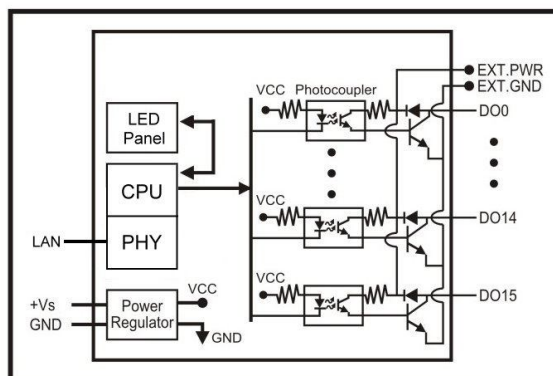 EXT.PWR
EXT.GND
VCC Photocoupler
DO0
LED
Panel
CPU
PHY
LAN
VCC
DO14
VCC
DO15
+Vs
GND
Power
Regulator
VCC
GND